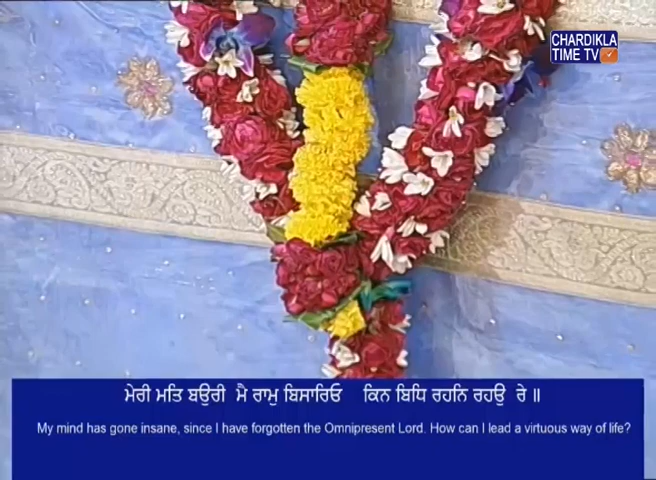 CHARDIKLA
TIME TV
ਮੇਰੀ ਮਤਿ ਬਉਰੀ ਮੈ ਰਾਮੁ ਬਿਸਾਰਿਓ ਕਿਨ ਬਿਧਿ ਰਹਨਿ ਰਹਉ ਰੇ ॥
My mind has gone insane, since I have forgotten the Omnipresent Lord. How can I lead a virtuous way of life?